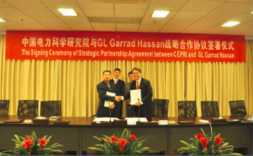 中国电力科学研究院与GL Garrad Hassan战略合作协议签署仪式
The Signing Ceremony of Strategic Partnership Agreement between CEPRI and GL Garrad Hassan